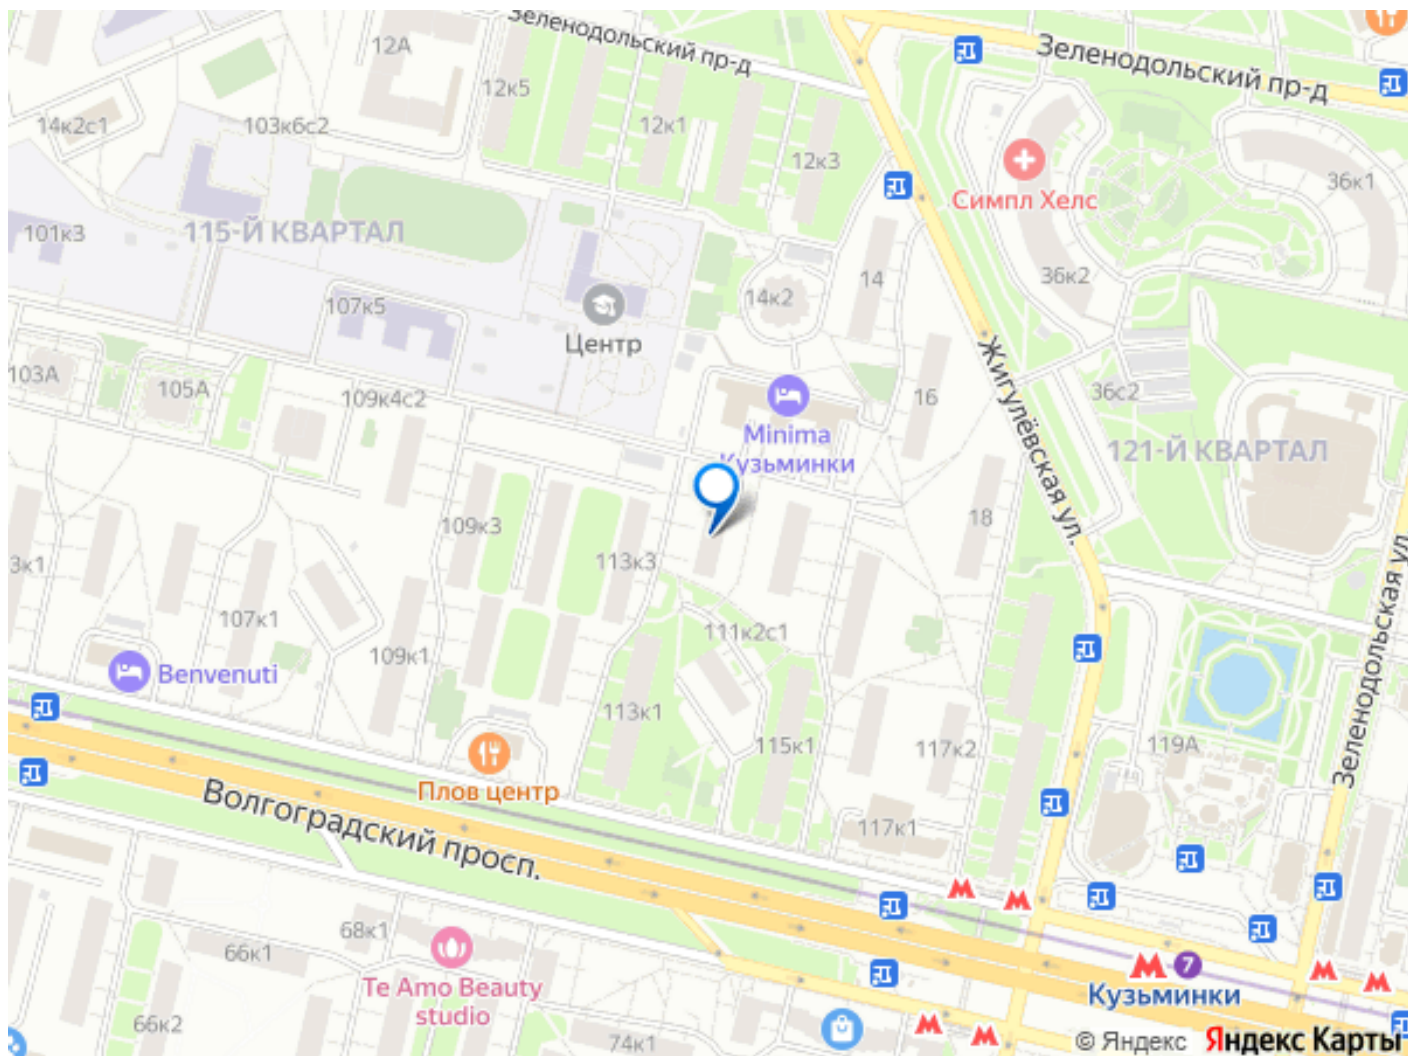 Зеленодольский пр-д
12А
Зеленодольский пр-д
12к5
14к2с1
103к6с2
12к1
12к3
Симпл Хелс
36к1
101к3
115-Й КВАРТАЛ
36к2
14
14к2
107к5
Центр
Жигулёвская ул.
103А
105А
109к4с2
16
36с2
Minima
Кузьминки
121-Й КВАРТАЛ
109к3
18
113к3
3к1
107к1
111к2с1
109к1
Benvenuti
Зеленодольская ул.
113к1
115к1
117к2
119А
Плов центр
Волгоградский просп.
117к1
68к1
66к1
Te Amo Beauty
studio
7
Кузьминки
66к2
74к1
© Яндекс Яндекс Карты